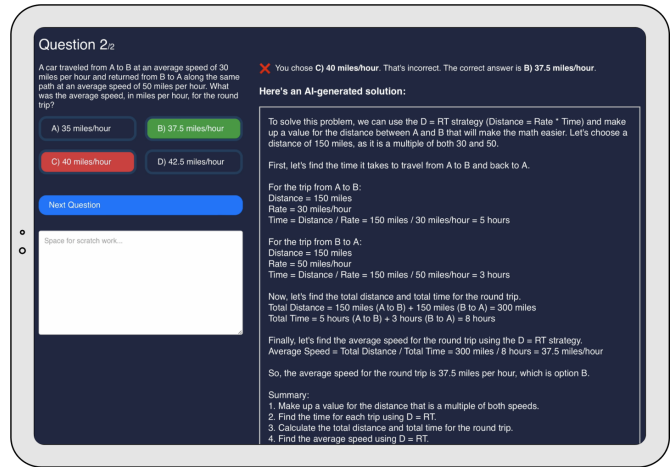 Question 2/2
A car traveled from A to B at an average speed of 30
miles per hour and returned from B to A along the same
path at an average speed of 50 miles per hour. What
was the average speed, in miles per hour, for the round
trip?
A) 35 miles/hour
B) 37.5 miles/hour
C) 40 miles/hour
D) 42.5 miles/hour
Next Question
Space for scratch work...
You chose C) 40 miles/hour. That's incorrect. The correct answer is B) 37.5 miles/hour.
Here's an AI-generated solution:
To solve this problem, we can use the D = RT strategy (Distance = Rate * Time) and make
up a value for the distance between A and B that will make the math easier. Let's choose a
distance of 150 miles, as it is a multiple of both 30 and 50.
First, let's find the time it takes to travel from A to B and back to A.
For the trip from A to B:
Distance = 150 miles
Rate = 30 miles/hour
Time = Distance / Rate = 150 miles / 30 miles/hour = 5 hours
For the trip from B to A:
Distance = 150 miles
Rate = 50 miles/hour
Time = Distance / Rate = 150 miles / 50 miles/hour = 3 hours
Now, let's find the total distance and total time for the round trip.
Total Distance = 150 miles (A to B) + 150 miles (B to A) = 300 miles
Total Time = 5 hours (A to B) + 3 hours (B to A) = 8 hours
Finally, let's find the average speed for the round trip using the D = RT strategy.
Average Speed = Total Distance / Total Time = 300 miles / 8 hours = 37.5 miles/hour
So, the average speed for the round trip is 37.5 miles per hour, which is option B.
Summary:
1. Make up a value for the distance that is a multiple of both speeds.
2. Find the time for each trip using D = RT.
3. Calculate the total distance and total time for the round trip.
4. Find the average speed using D = RT.